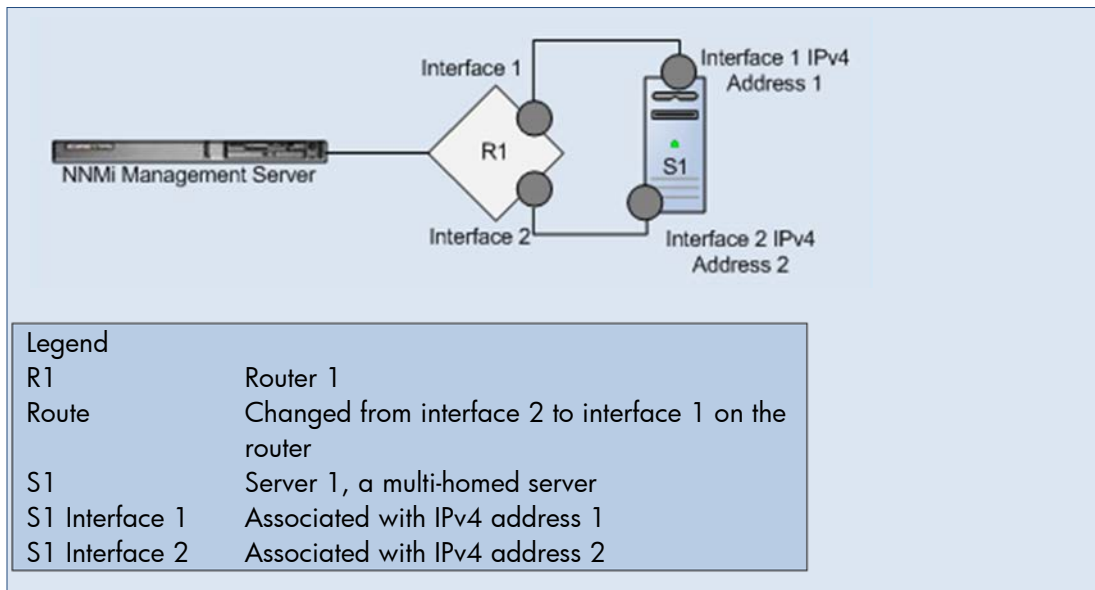 Interface 1
Interface 1 IPv4
Address 1
R1
S1
NNMi Management Server
Interface 2
Interface 2 IPv4
Address 2
Legend
R1 Router 1
Route Changed from interface 2 to interface 1 on the
router
S1 Server 1, a multi-homed server
S1 Interface 1 Associated with IPv4 address 1
S1 Interface 2 Associated with IPv4 address 2